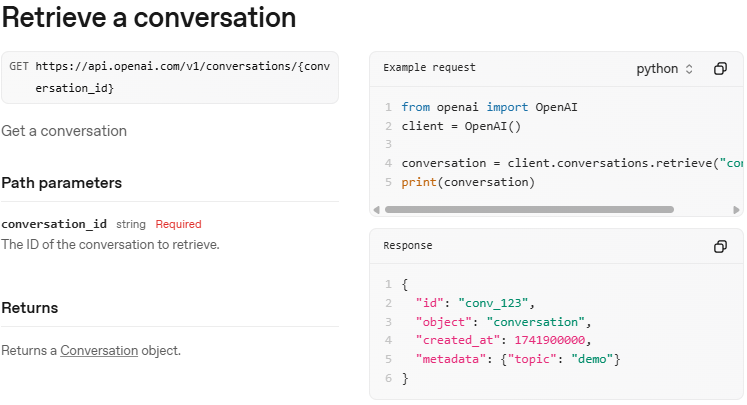 Retrieve a conversation
GET https://api.openai.com/v1/conversations/{conv
ersation_id}
Get a conversation
Path parameters
conversation_id string Required
The ID of the conversation to retrieve.
Returns
Returns a Conversation object.
Example request
python
1 from openai import OpenAI
2 client = OpenAI()
3
4 conversation = client.conversations.retrieve("con
5 print(conversation)
Response
1 {
2 "id": "conv_123",
3 "object": "conversation",
4 "created_at": 1741900000,
5 "metadata": {"topic": "demo"}
6 }